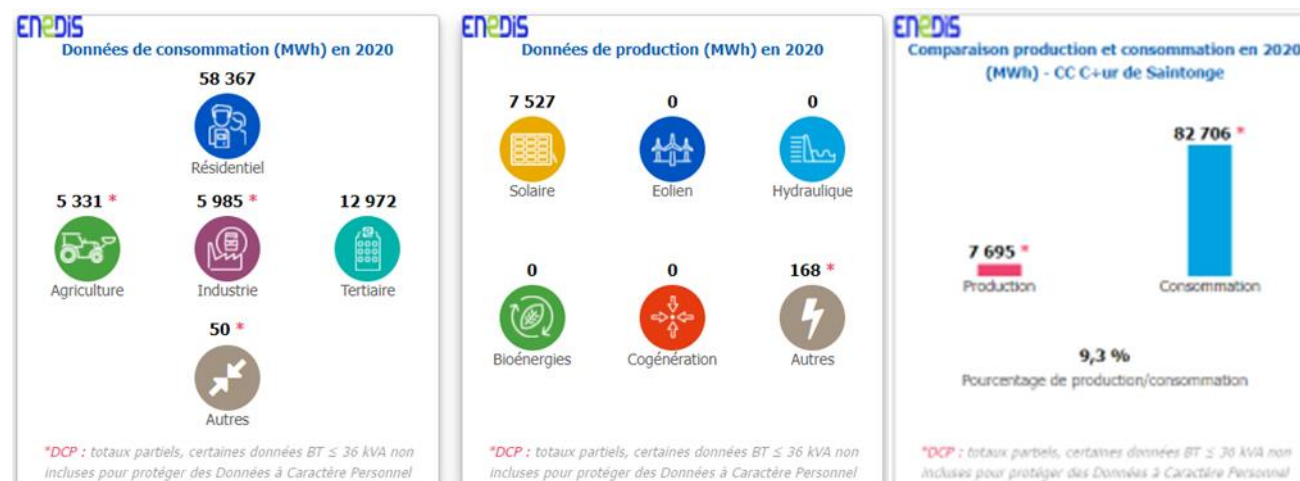 ENEDIS
Données de consommation (MWh) en 2020
58 367
Résidentiel
5 331 *
5 985 *
12 972
Agriculture
Industrie
Tertiaire
50 *
Autres
*DCP : totaux partiels, certaines données BT ≤ 36 kVA non
incluses pour protéger des Données à Caractère Personnel
ENEDIS
Données de production (MWh) en 2020
7 527
0
0
Solaire
Eolien
Hydraulique
0
0
168 *
Bioénergies
Cogénération
Autres
*DCP : totaux partiels, certaines données BT ≤ 36 kVA non
incluses pour protéger des Données à Caractère Personnel
ENEDIS
Comparaison production et consommation en 2020
(MWh) - CC C+ur de Saintonge
82 706 *
7 695 *
Production
Consommation
9,3 %
Pourcentage de production/consommation
*DCP : totaux partiels, certaines données BT ≤ 36 kVA non
incluses pour protéger des Données à Caractère Personnel